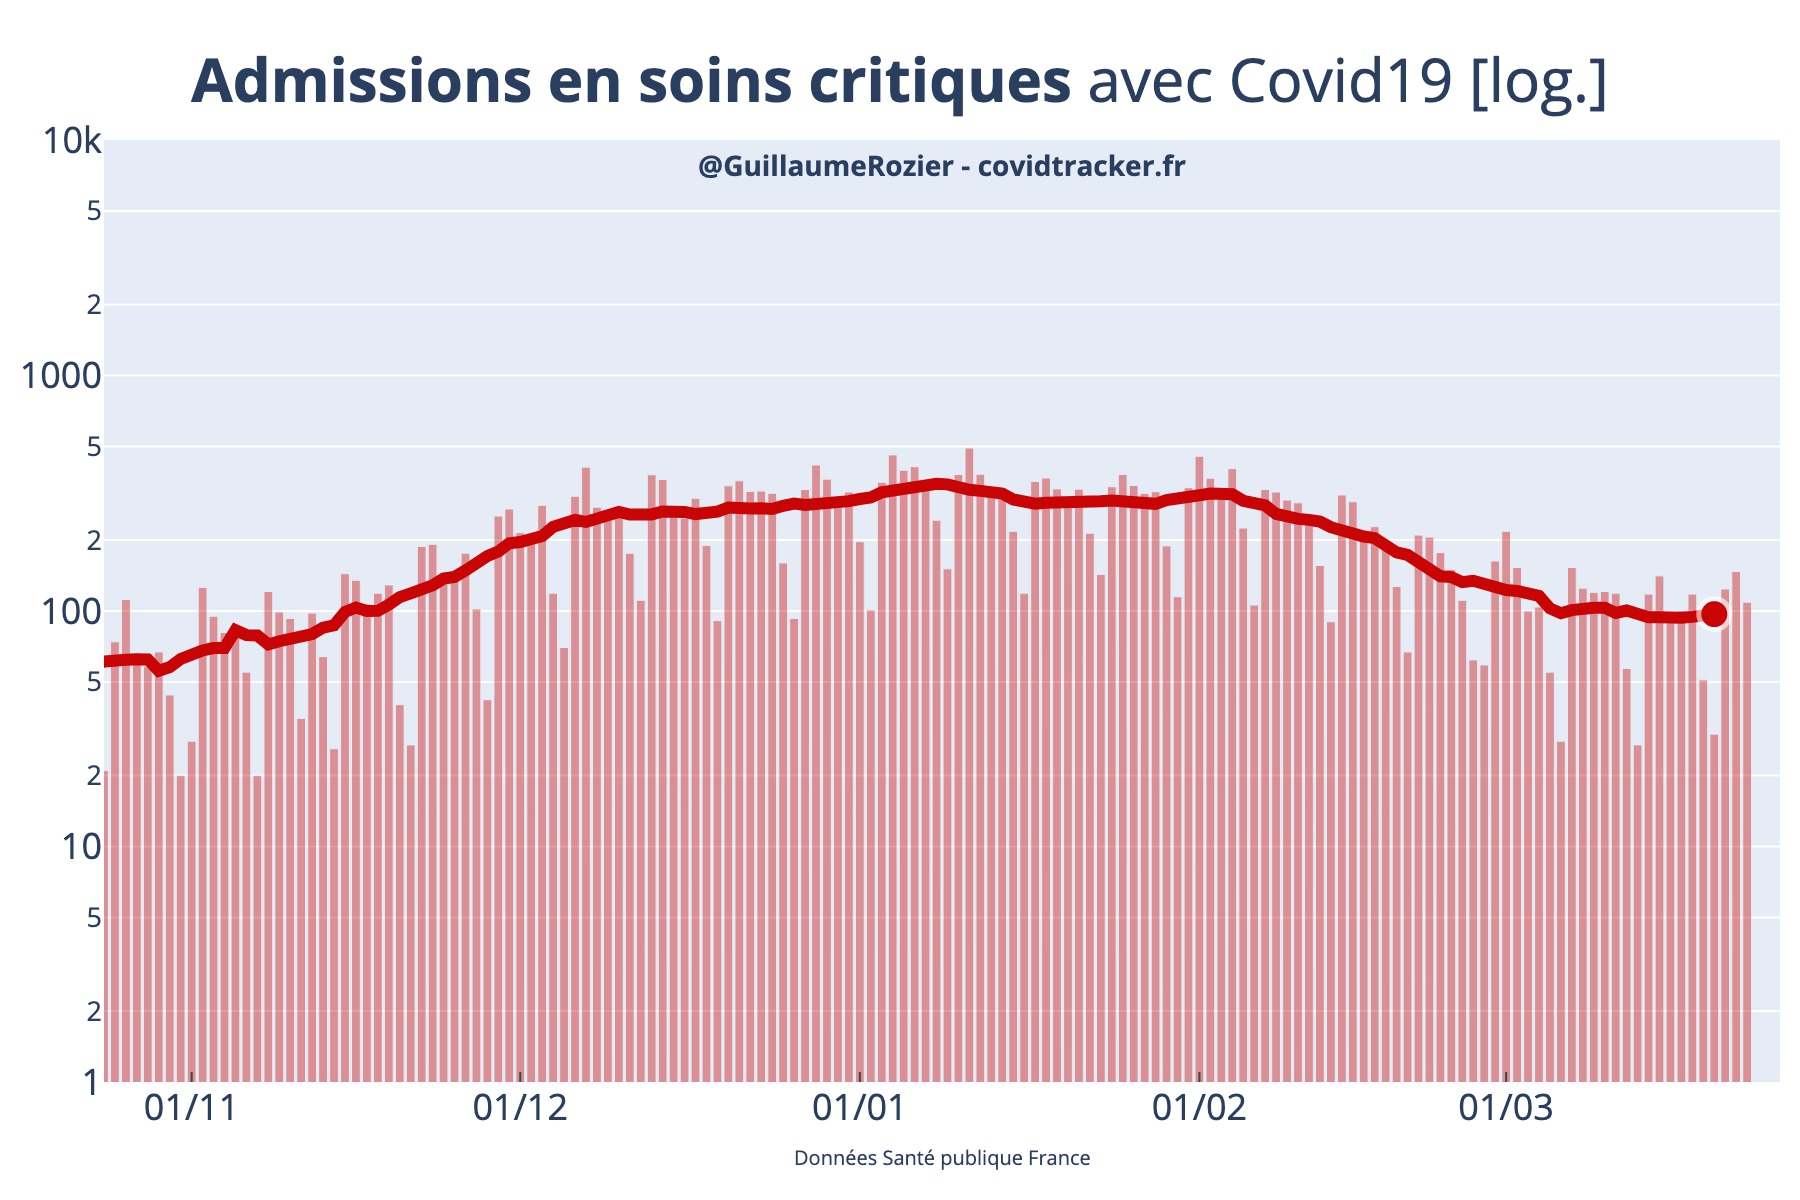 Admissions en soins critiques avec Covid19 [log.]
@GuillaumeRozier - covidtracker.fr
10k
5
2
1000
5
2
100
5
2
10
5
2
1
01/11 01/12 01/01 01/02 01/03
Données Santé publique France